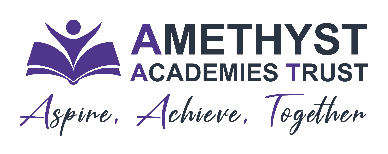 AMETHYST
ACADEMIES TRUST
Aspire, Achieve, Together